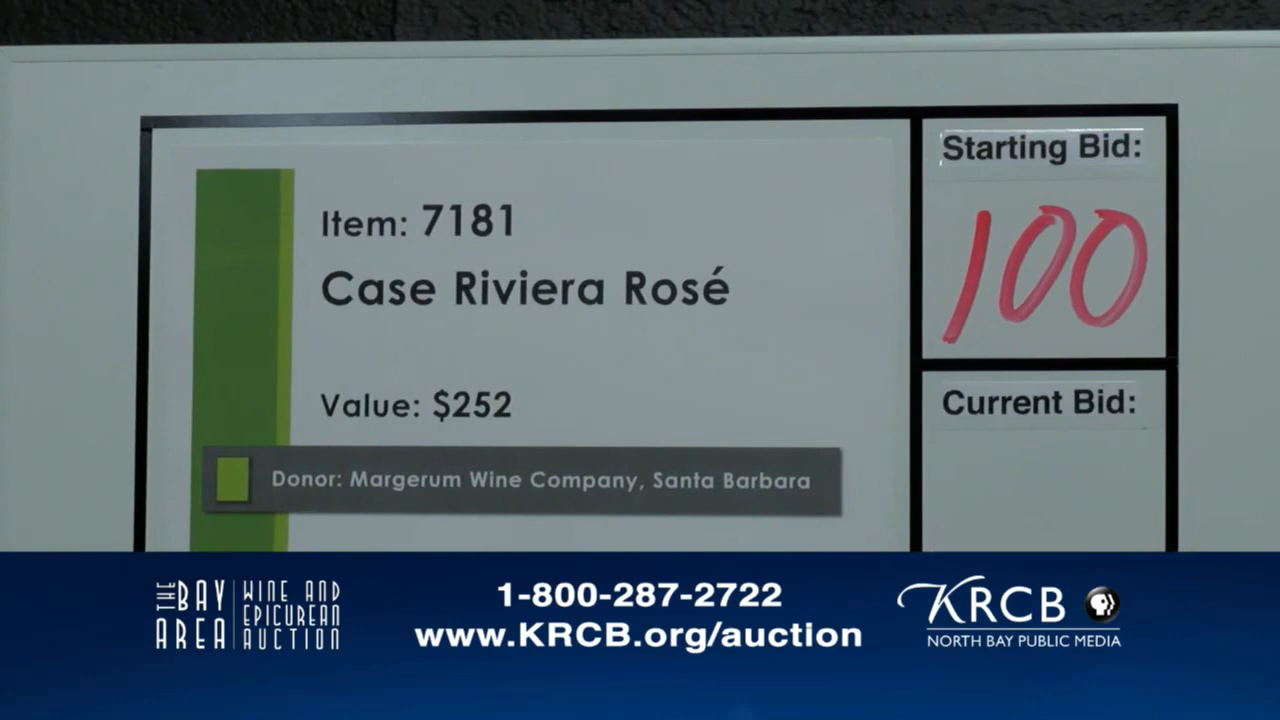 Item: 7181
Case Riviera Rosé
Value: $252
Donor: Margerum Wine Company, Santa Barbara
Starting Bid:
100
Current Bid:
THE BAY AREA
WINE AND
EPICUREAN
AUCTION
1-800-287-2722
www.KRCB.org/auction
KRCB
NORTH BAY PUBLIC MEDIA